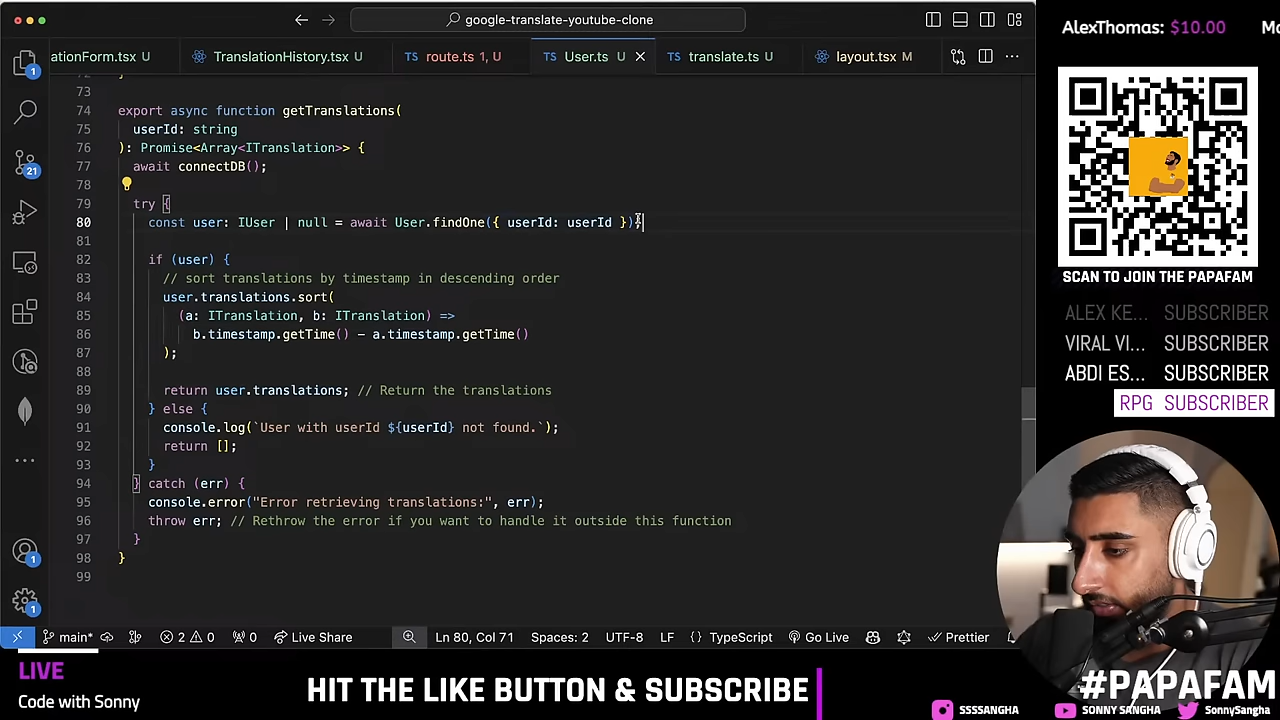 google-translate-youtube-clone
ationForm.tsx U
TranslationHistory.tsx U
route.ts 1, U
User.ts U
translate.ts U
layout.tsx M
73
74 export async function getTranslations(
75 userId: string
76 ): Promise<Array<ITranslation>> {
77 await connectDB();
78
79 try {
80 const user: IUser | null = await User.findOne({ userId: userId });
81
82 if (user) {
83 // sort translations by timestamp in descending order
84 user.translations.sort(
85 (a: ITranslation, b: ITranslation) =>
86 b.timestamp.getTime() - a.timestamp.getTime()
87 );
88
89 return user.translations; // Return the translations
90 } else {
91 console.log(`User with userId ${userId} not found.`);
92 return [];
93 }
94 } catch (err) {
95 console.error("Error retrieving translations:", err);
96 throw err; // Rethrow the error if you want to handle it outside this function
97 }
98 }
99
1
21
1
1
main*
2 0
0
Live Share
Ln 80, Col 71
Spaces: 2
UTF-8
LF
{} TypeScript
Go Live
Prettier
AlexThomas: $10.00
SCAN TO JOIN THE PAPAFAM
ALEX KE... SUBSCRIBER
VIRAL VI... SUBSCRIBER
ABDI ES... SUBSCRIBER
RPG SUBSCRIBER
LIVE
Code with Sonny
HIT THE LIKE BUTTON & SUBSCRIBE
#PAPAFAM
SSSSANGHA
SONNY SANGHA
SonnySangha